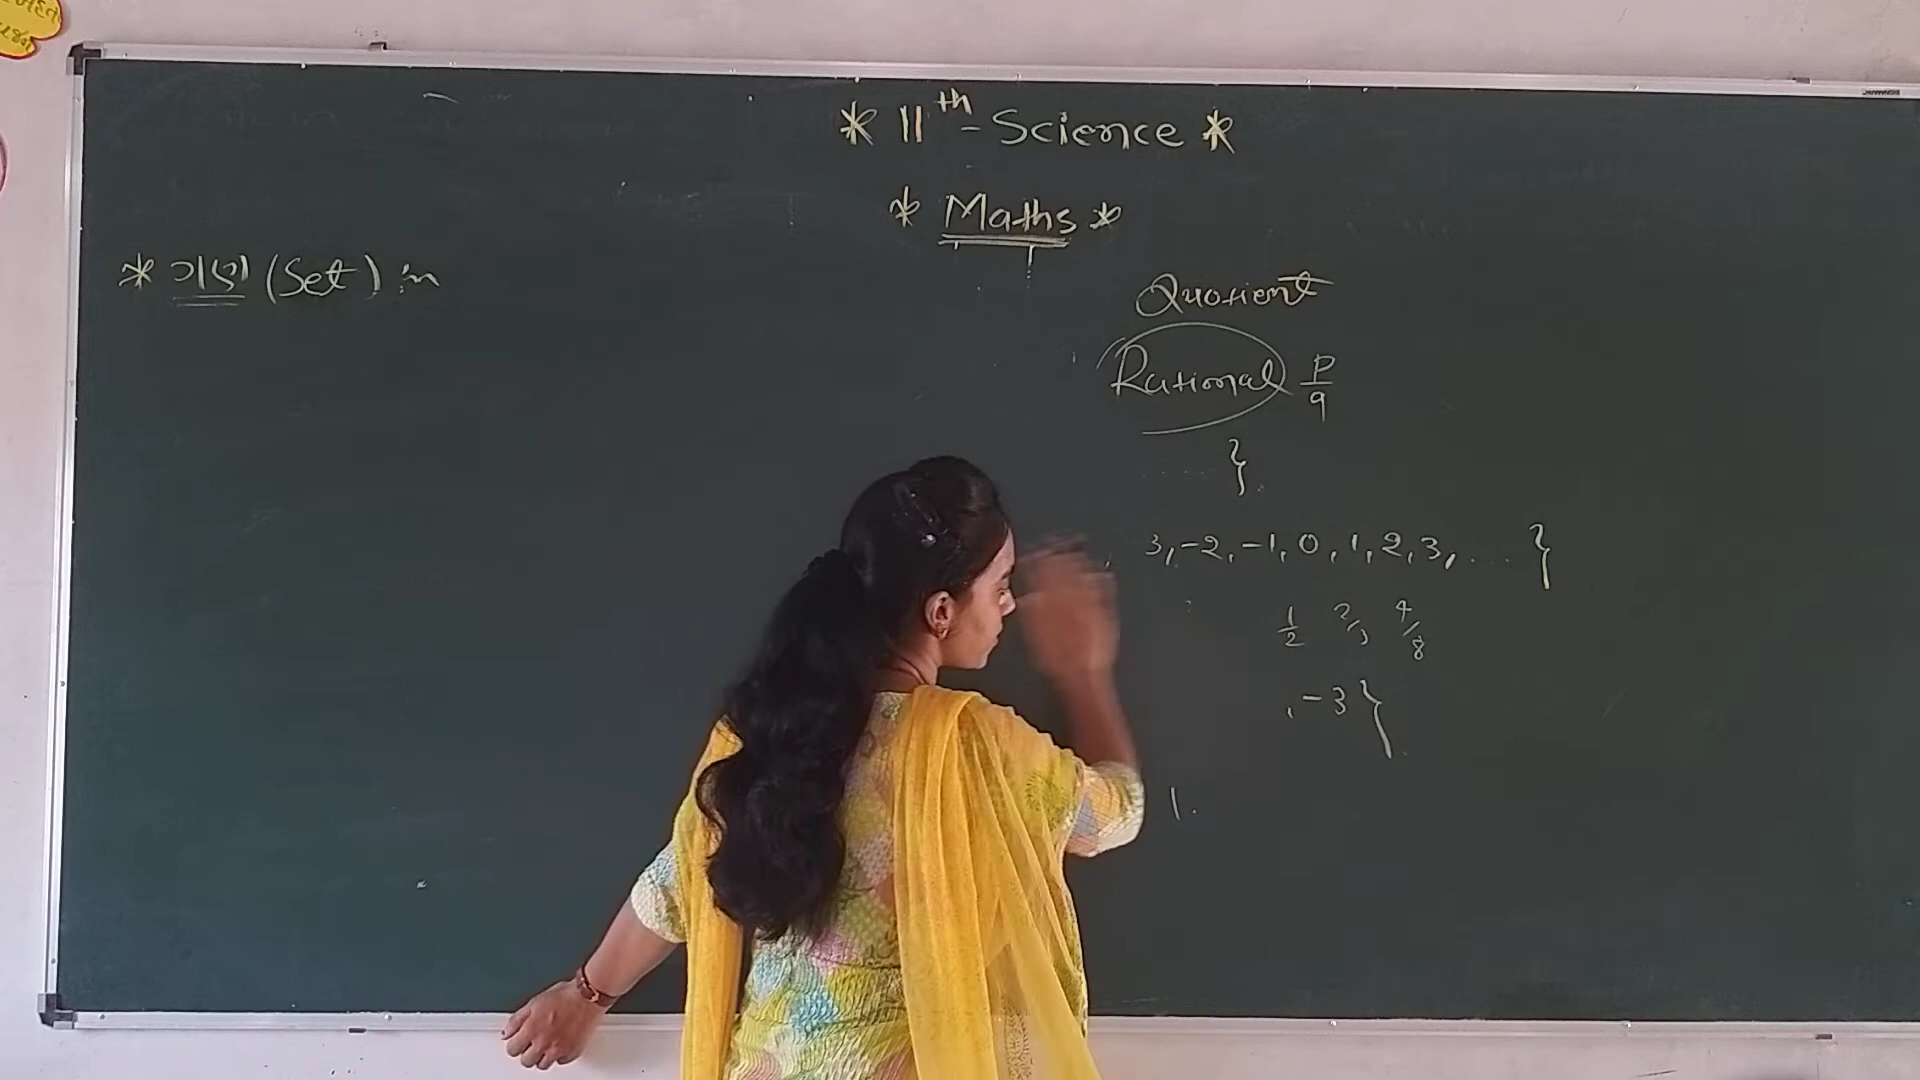 * 11th - Science *
* Maths *
* ગણ (Set) :n
Quotient
Rational p/q
}
3, -2, -1, 0, 1, 2, 3, ... }
1/2 2/3 4/8
, -3 }
1.